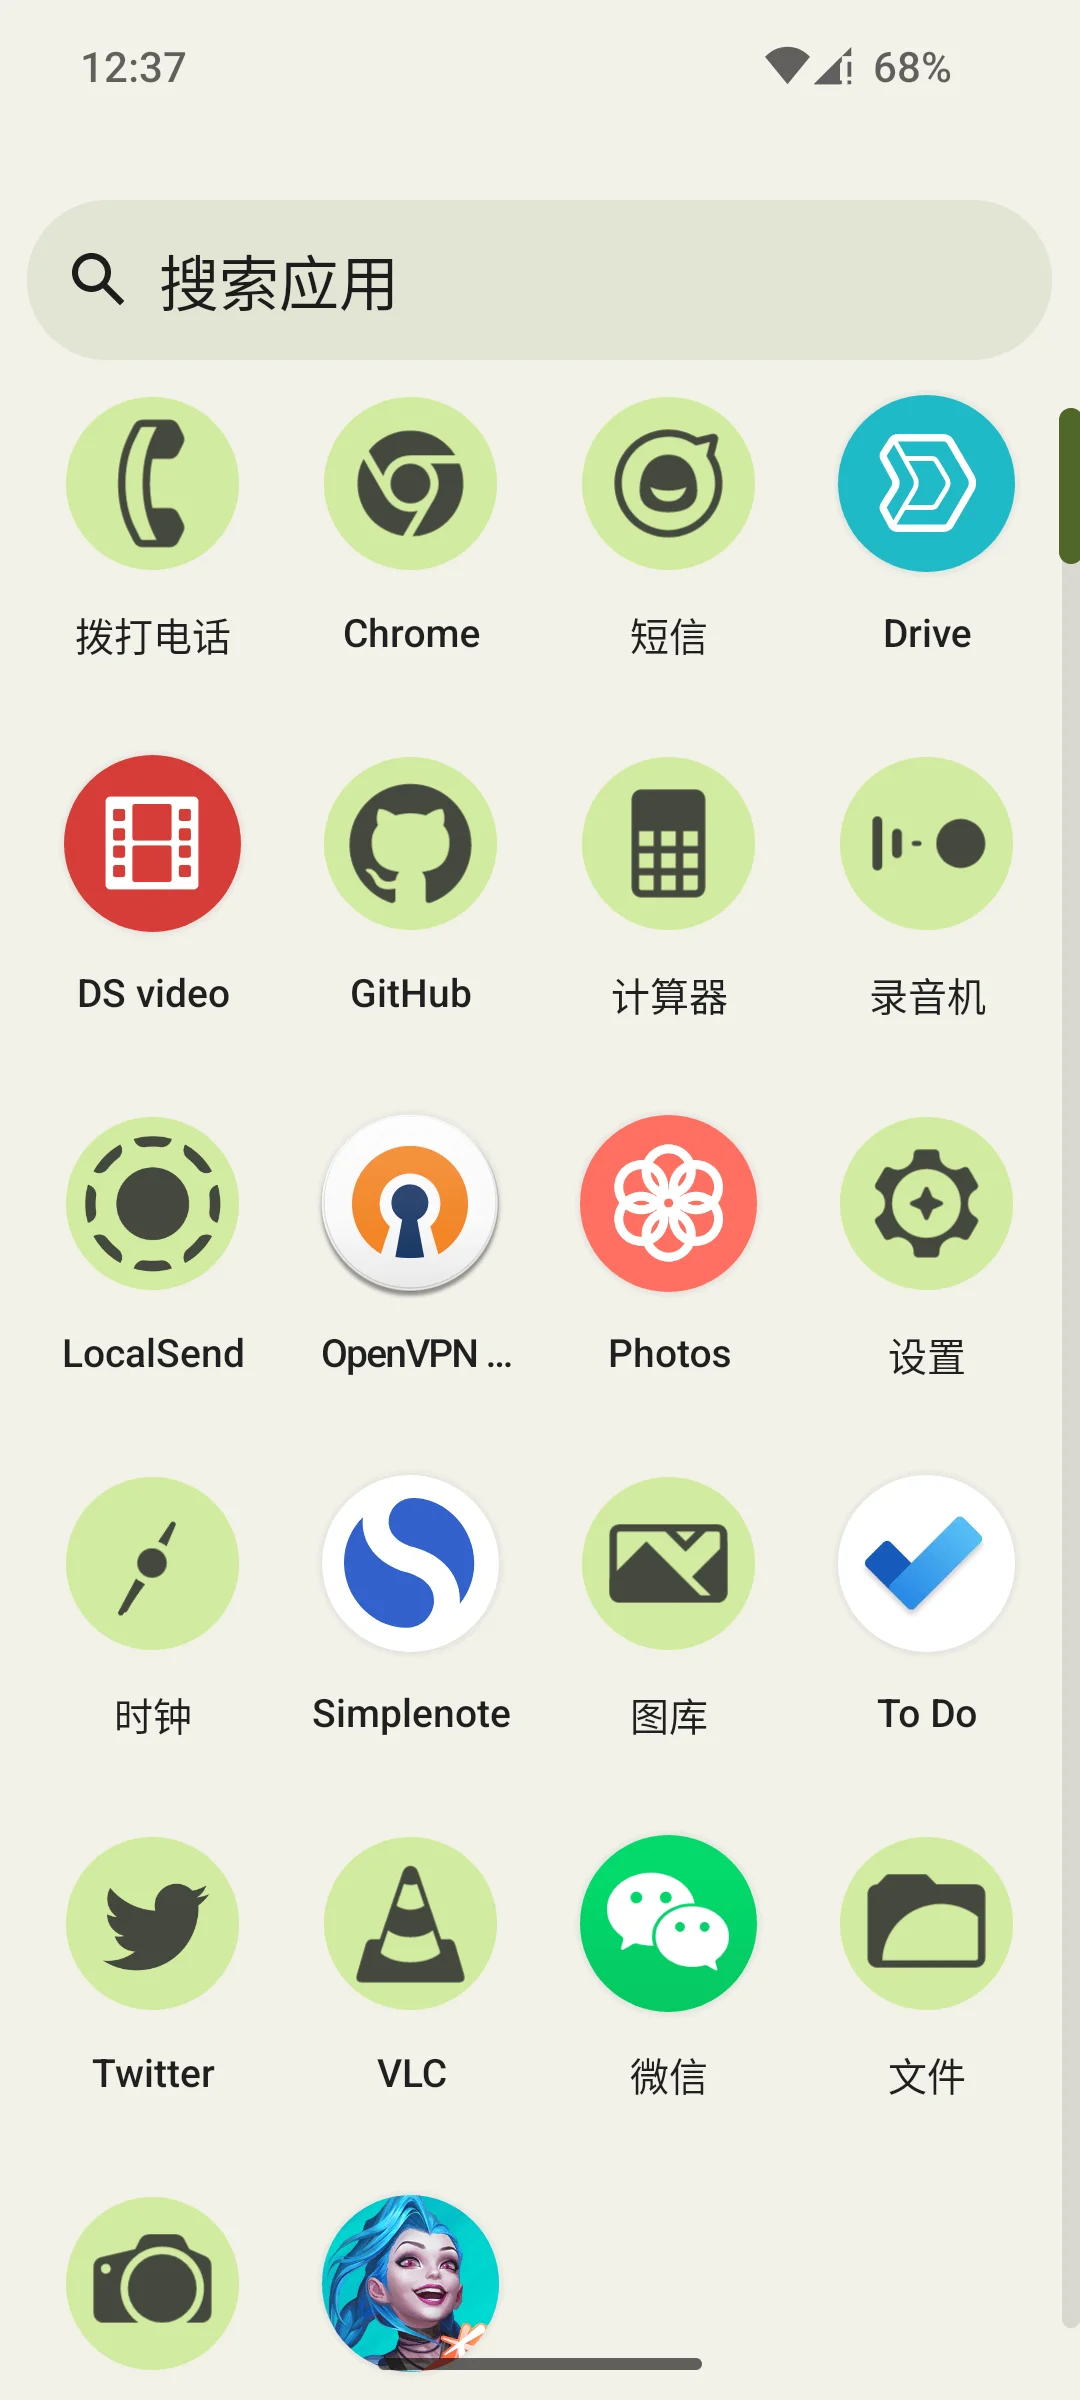 12:37 68%
搜索应用
拨打电话 Chrome 短信 Drive
DS video GitHub 计算器 录音机
LocalSend OpenVPN ... Photos 设置
时钟 Simplenote 图库 To Do
Twitter VLC 微信 文件